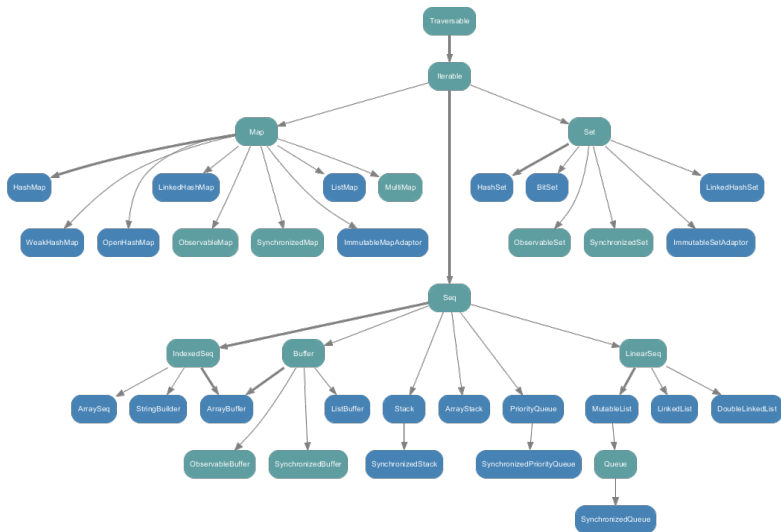 Traversable
Iterable
Map
Set
HashMap
LinkedHashMap
ListMap
MultiMap
HashSet
BitSet
LinkedHashSet
WeakHashMap
OpenHashMap
ObservableMap
SynchronizedMap
ImmutableMapAdaptor
ObservableSet
SynchronizedSet
ImmutableSetAdaptor
Seq
IndexedSeq
Buffer
LinearSeq
ArraySeq
StringBuilder
ArrayBuffer
ListBuffer
Stack
ArrayStack
PriorityQueue
MutableList
LinkedList
DoubleLinkedList
ObservableBuffer
SynchronizedBuffer
SynchronizedStack
SynchronizedPriorityQueue
Queue
SynchronizedQueue